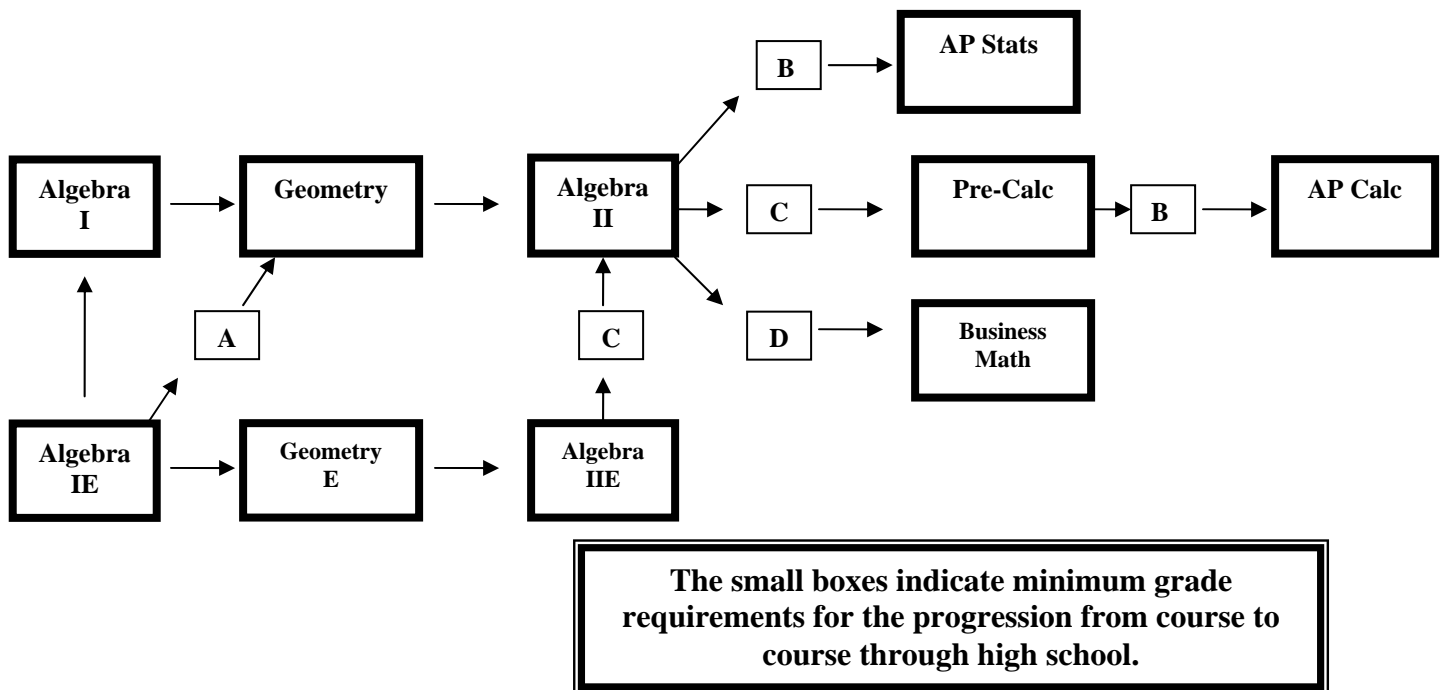 AP Stats
B
Algebra
I
Geometry
Algebra
II
C
Pre-Calc
B
AP Calc
A
C
D
Business
Math
Algebra
IE
Geometry
E
Algebra
IIE
The small boxes indicate minimum grade
requirements for the progression from course to
course through high school.